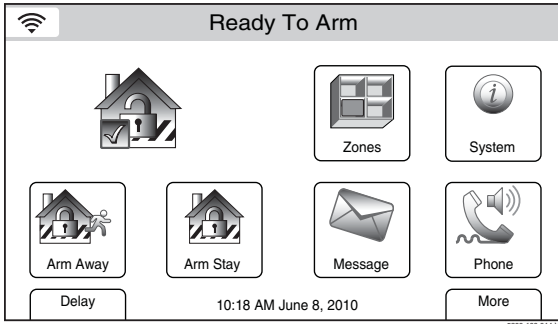 Ready To Arm
Zones
System
Arm Away
Arm Stay
Message
Phone
Delay
10:18 AM June 8, 2010
More